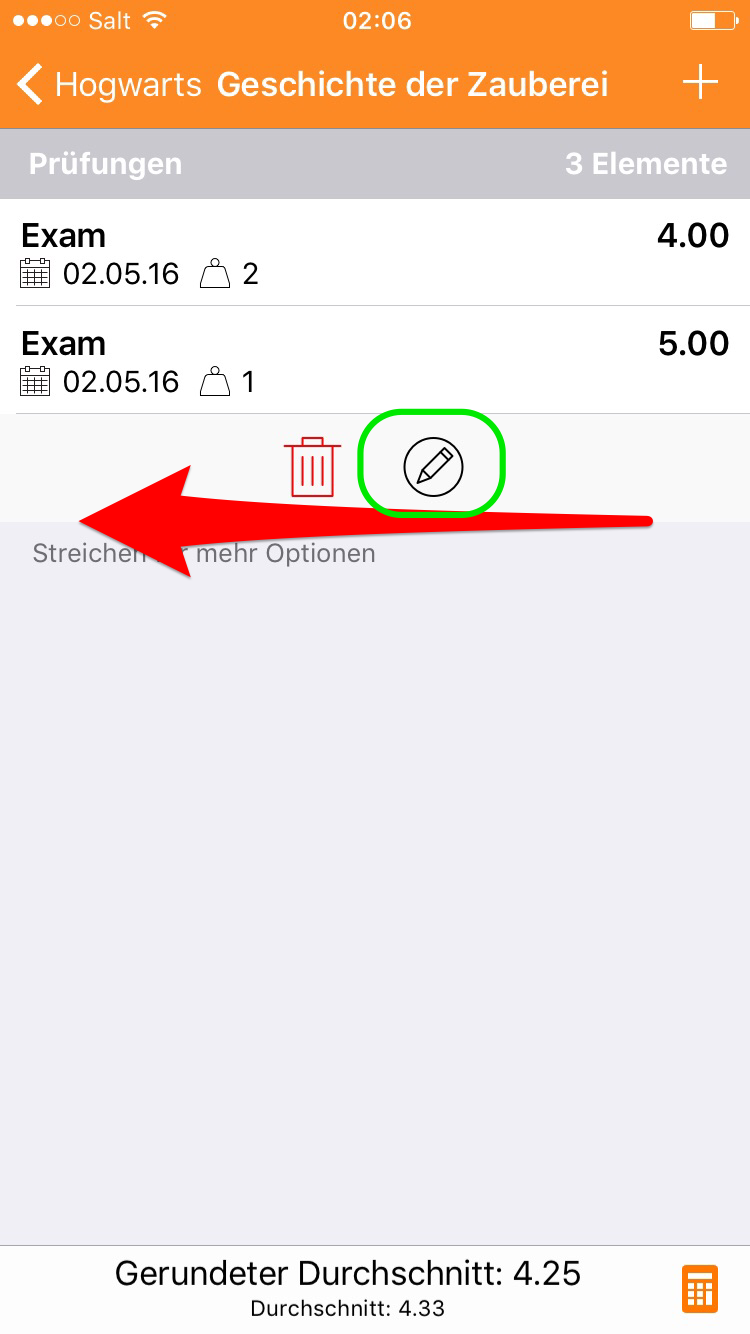 Salt 02:06
Hogwarts Geschichte der Zauberei
Prüfungen 3 Elemente
Exam 4.00
02.05.16 2
Exam 5.00
02.05.16 1
Streichen mehr Optionen
Gerundeter Durchschnitt: 4.25
Durchschnitt: 4.33